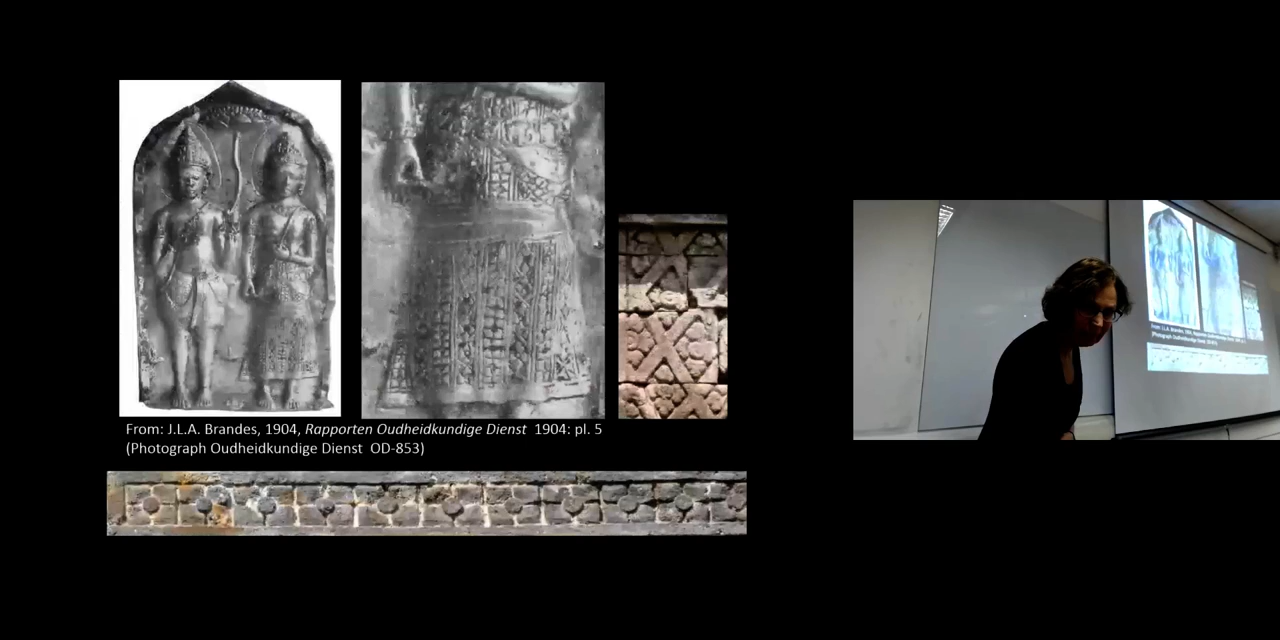 From: J.L.A. Brandes, 1904, Rapporten Oudheidkundige Dienst 1904: pl. 5
(Photograph Oudheidkundige Dienst OD-853)